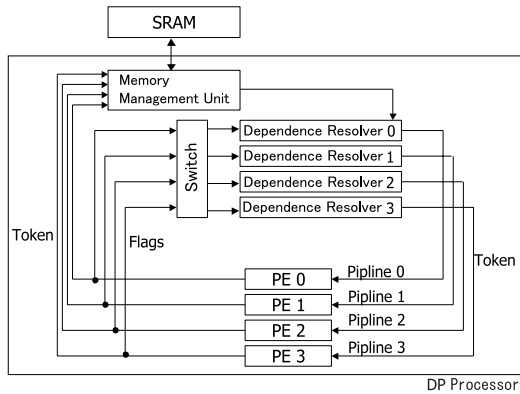 SRAM
Memory
Management Unit
Switch
Dependence Resolver 0
Dependence Resolver 1
Dependence Resolver 2
Dependence Resolver 3
Token
Flags
Token
PE 0
Pipline 0
PE 1
Pipline 1
PE 2
Pipline 2
PE 3
Pipline 3
DP Processor